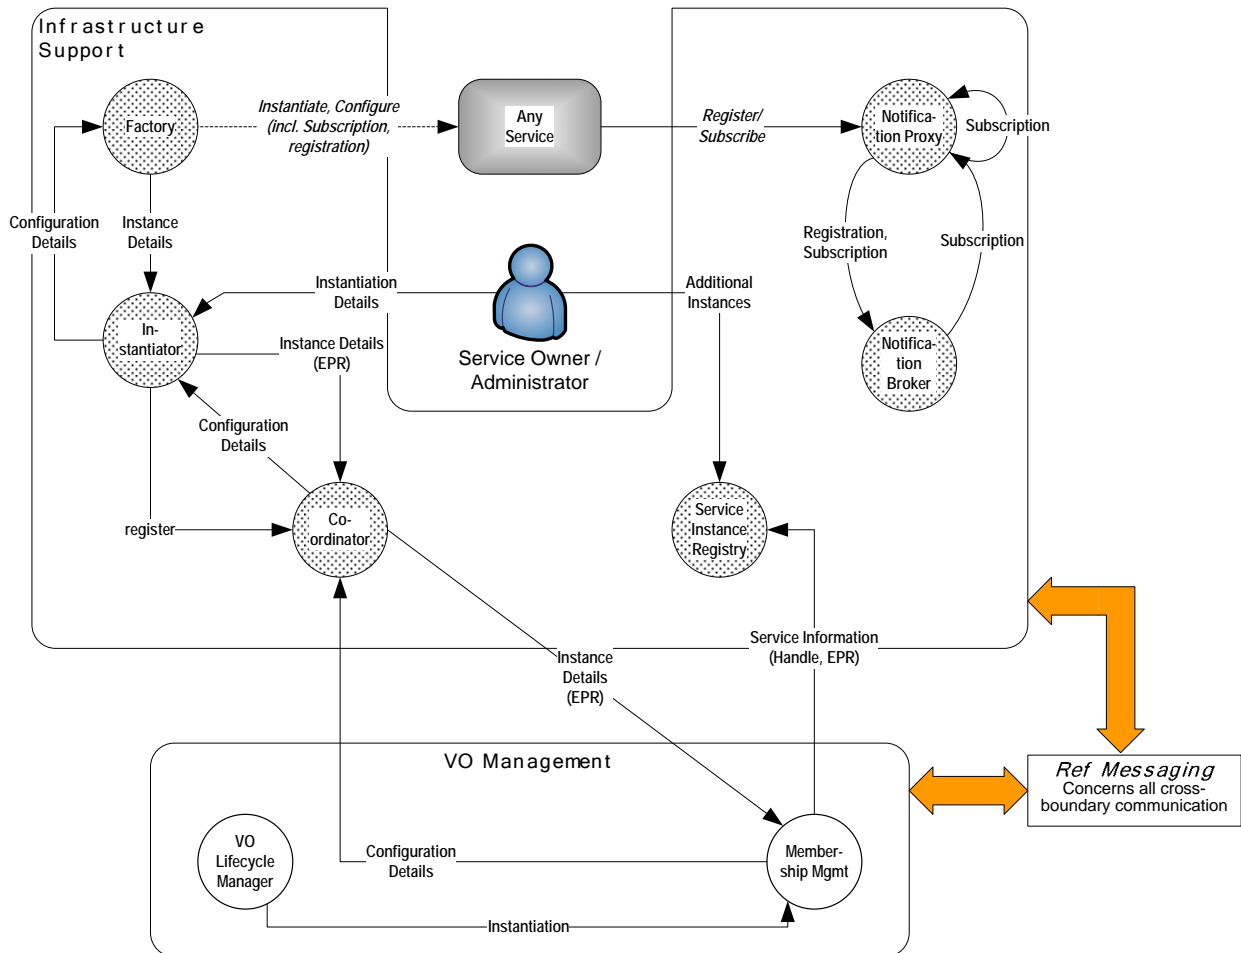 Infrastructure
Support
Factory
Instantiate, Configure
(incl. Subscription,
registration)
Any
Service
Register/
Subscribe
Notifica-
tion Proxy
Subscription
Configuration
Details
Instance
Details
Registration,
Subscription
Subscription
Instantiation
Details
Additional
Instances
In-
stantiator
Instance Details
(EPR)
Service Owner /
Administrator
Notifica-
tion
Broker
Configuration
Details
register
Co-
ordinator
Service
Instance
Registry
Service Information
(Handle, EPR)
Instance
Details
(EPR)
VO Management
Ref Messaging
Concerns all cross-
boundary communication
VO
Lifecycle
Manager
Configuration
Details
Member-
ship Mgmt
Instantiation